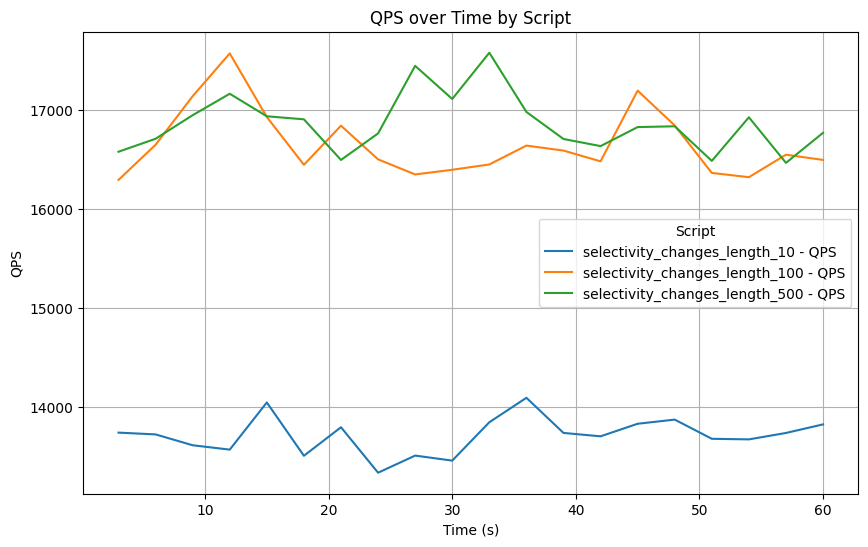 QPS over Time by Script
17000
16000
15000
14000
QPS
Script
selectivity_changes_length_10 - QPS
selectivity_changes_length_100 - QPS
selectivity_changes_length_500 - QPS
10 20 30 40 50 60
Time (s)